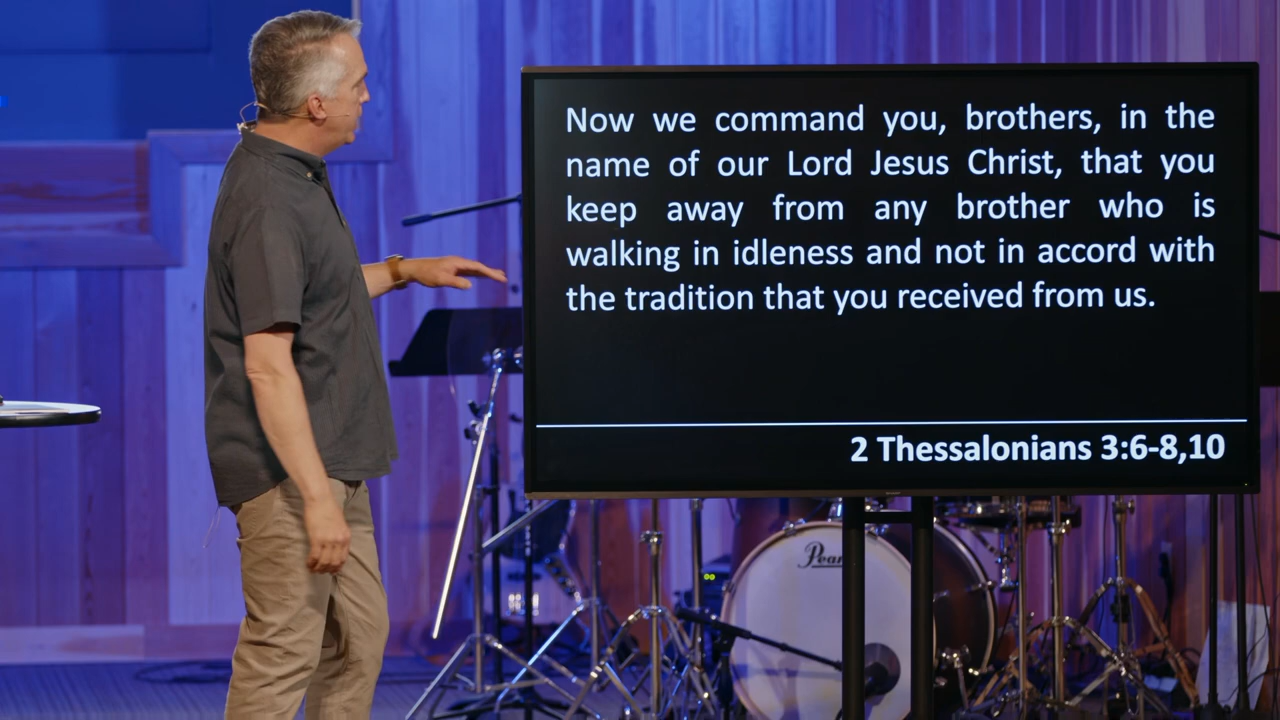 Now we command you, brothers, in the
name of our Lord Jesus Christ, that you
keep away from any brother who is
walking in idleness and not in accord with
the tradition that you received from us.
2 Thessalonians 3:6-8,10